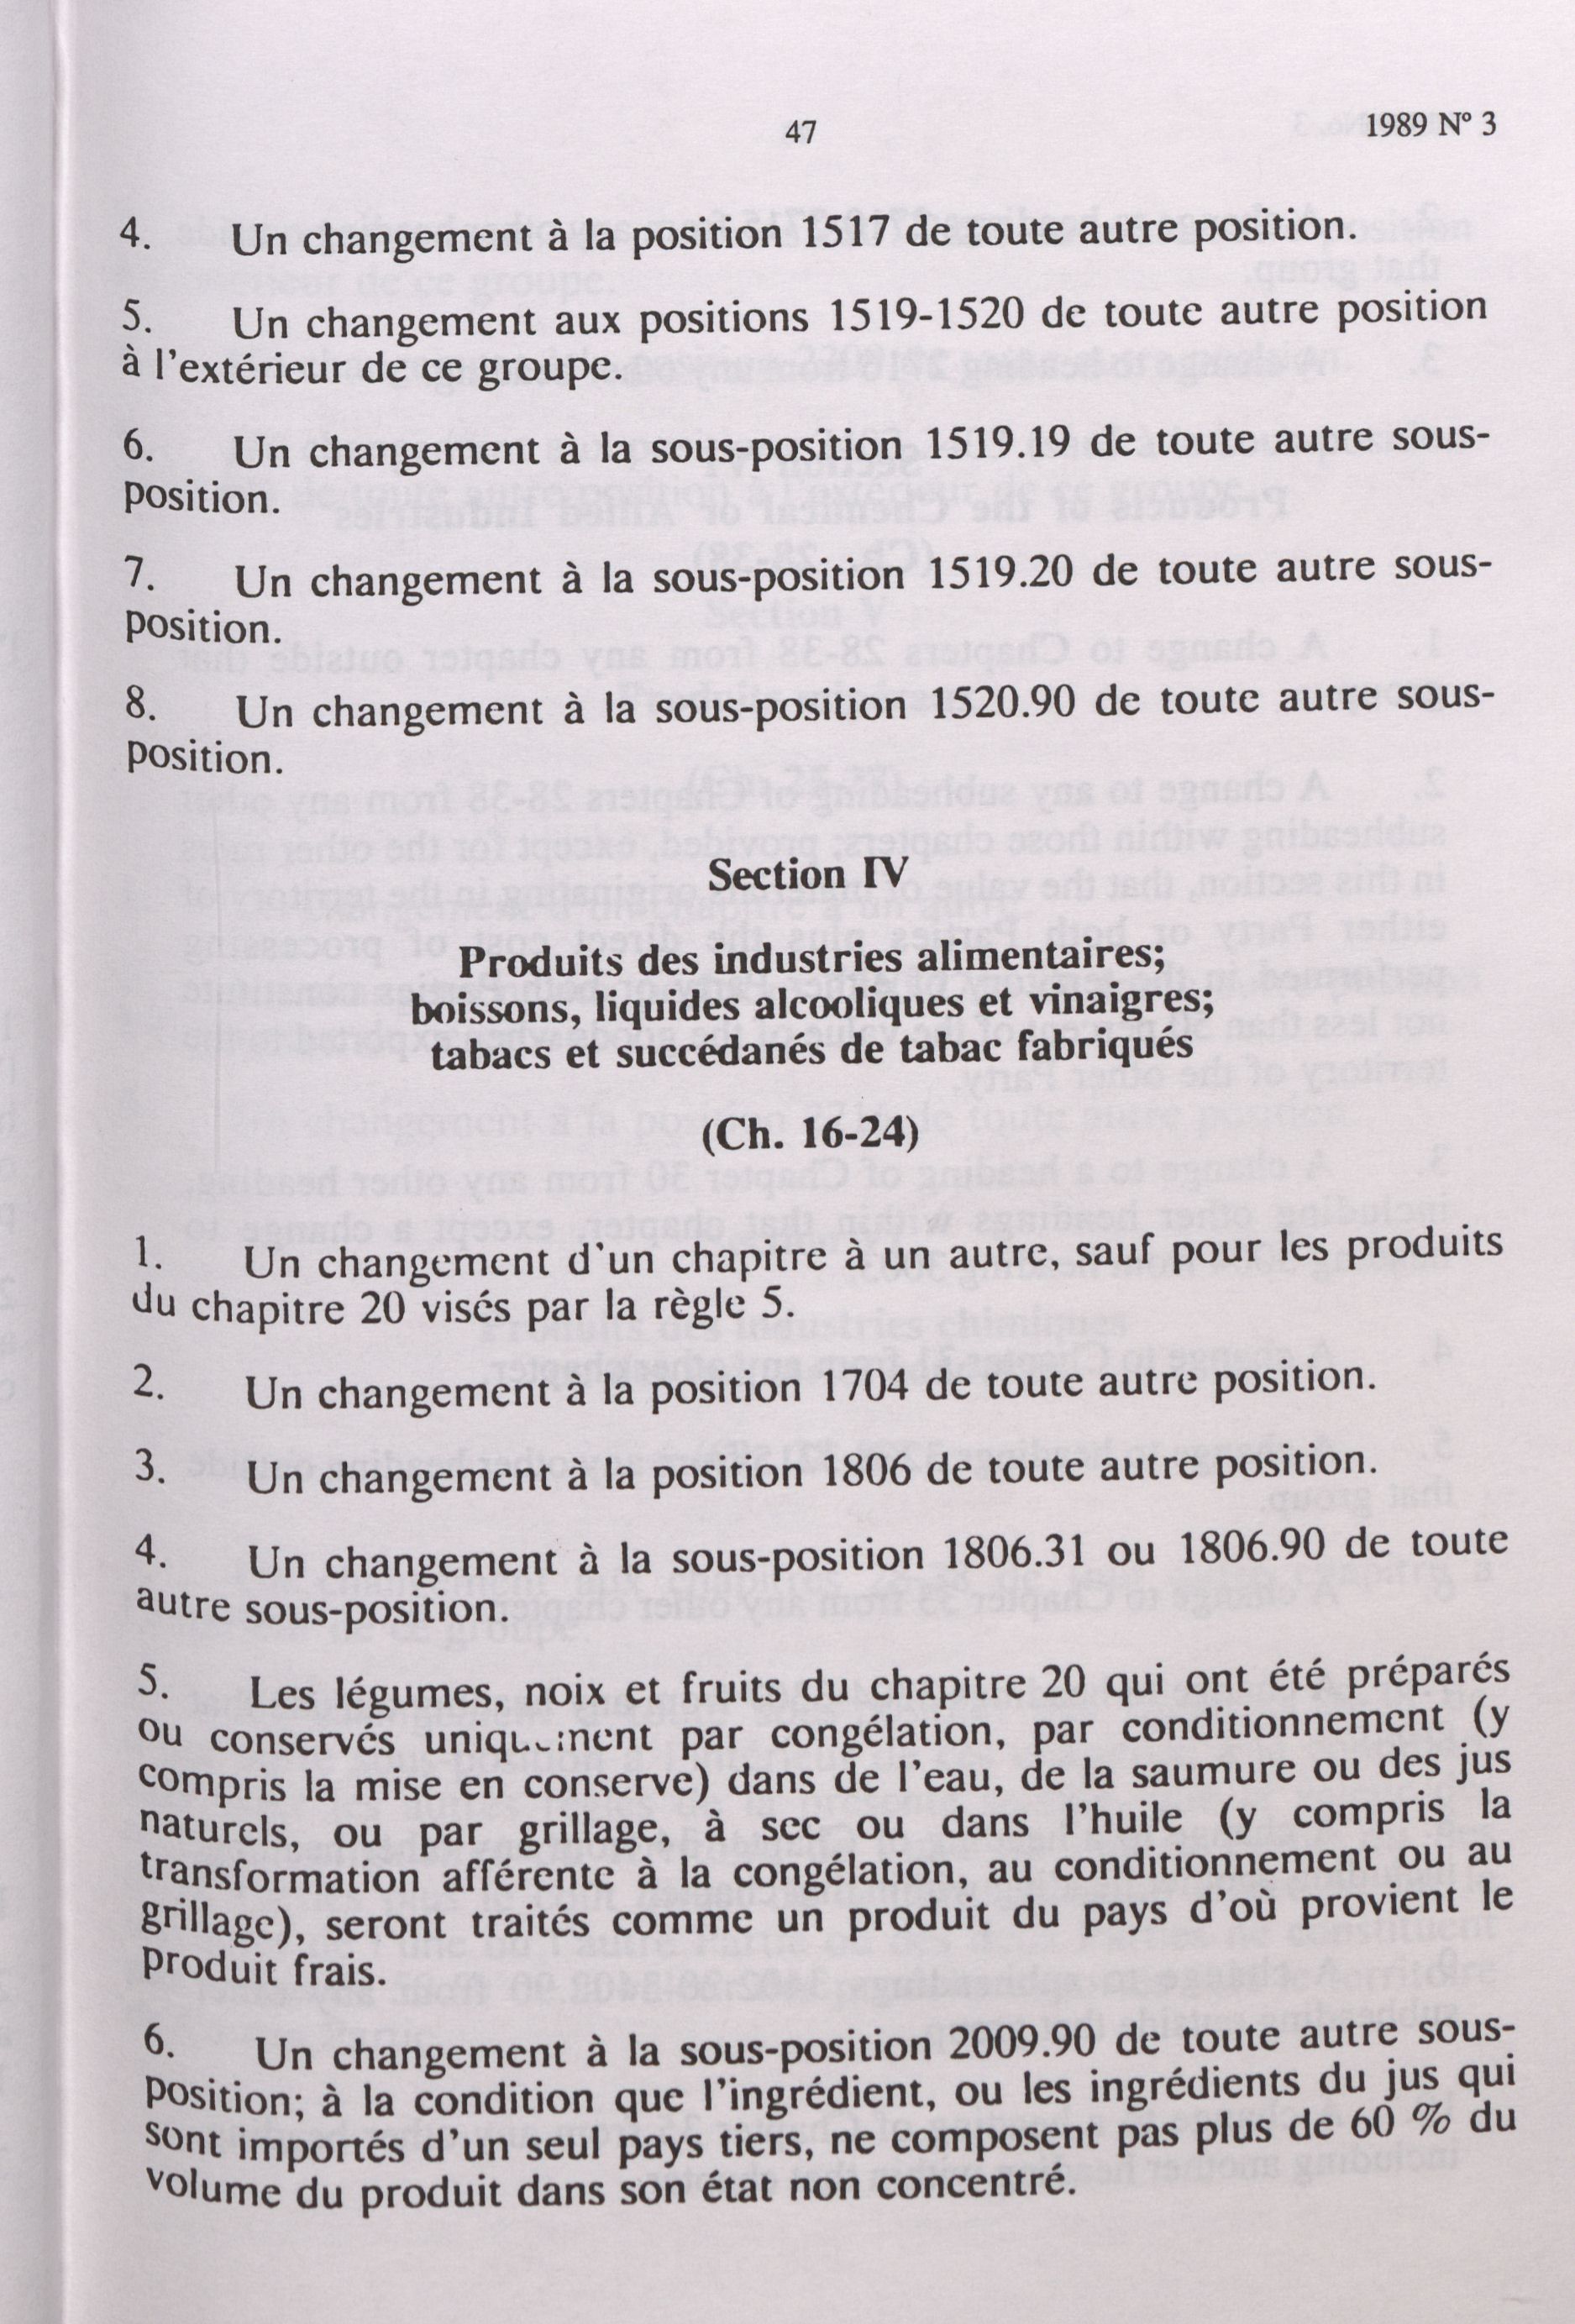 47
1989 Nº 3
4. Un changement à la position 1517 de toute autre position.
5. Un changement aux positions 1519-1520 de toute autre position
à l'extérieur de ce groupe.
6. Un changement à la sous-position 1519.19 de toute autre sous-
position.
7. Un changement à la sous-position 1519.20 de toute autre sous-
position.
8. Un changement à la sous-position 1520.90 de toute autre sous-
position.
Section IV
Produits des industries alimentaires;
boissons, liquides alcooliques et vinaigres;
tabacs et succédanés de tabac fabriqués
(Ch. 16-24)
1. Un changement d'un chapitre à un autre, sauf pour les produits
du chapitre 20 visés par la règle 5.
2. Un changement à la position 1704 de toute autre position.
3. Un changement à la position 1806 de toute autre position.
4. Un changement à la sous-position 1806.31 ou 1806.90 de toute
autre sous-position.
5. Les légumes, noix et fruits du chapitre 20 qui ont été préparés
ou conservés uniquement par congélation, par conditionnement (y
compris la mise en conserve) dans de l'eau, de la saumure ou des jus
naturels, ou par grillage, à sec ou dans l'huile (y compris la
transformation afférente à la congélation, au conditionnement ou au
grillage), seront traités comme un produit du pays d'où provient le
produit frais.
6. Un changement à la sous-position 2009.90 de toute autre sous-
position; à la condition que l'ingrédient, ou les ingrédients du jus qui
sont importés d'un seul pays tiers, ne composent pas plus de 60 % du
volume du produit dans son état non concentré.